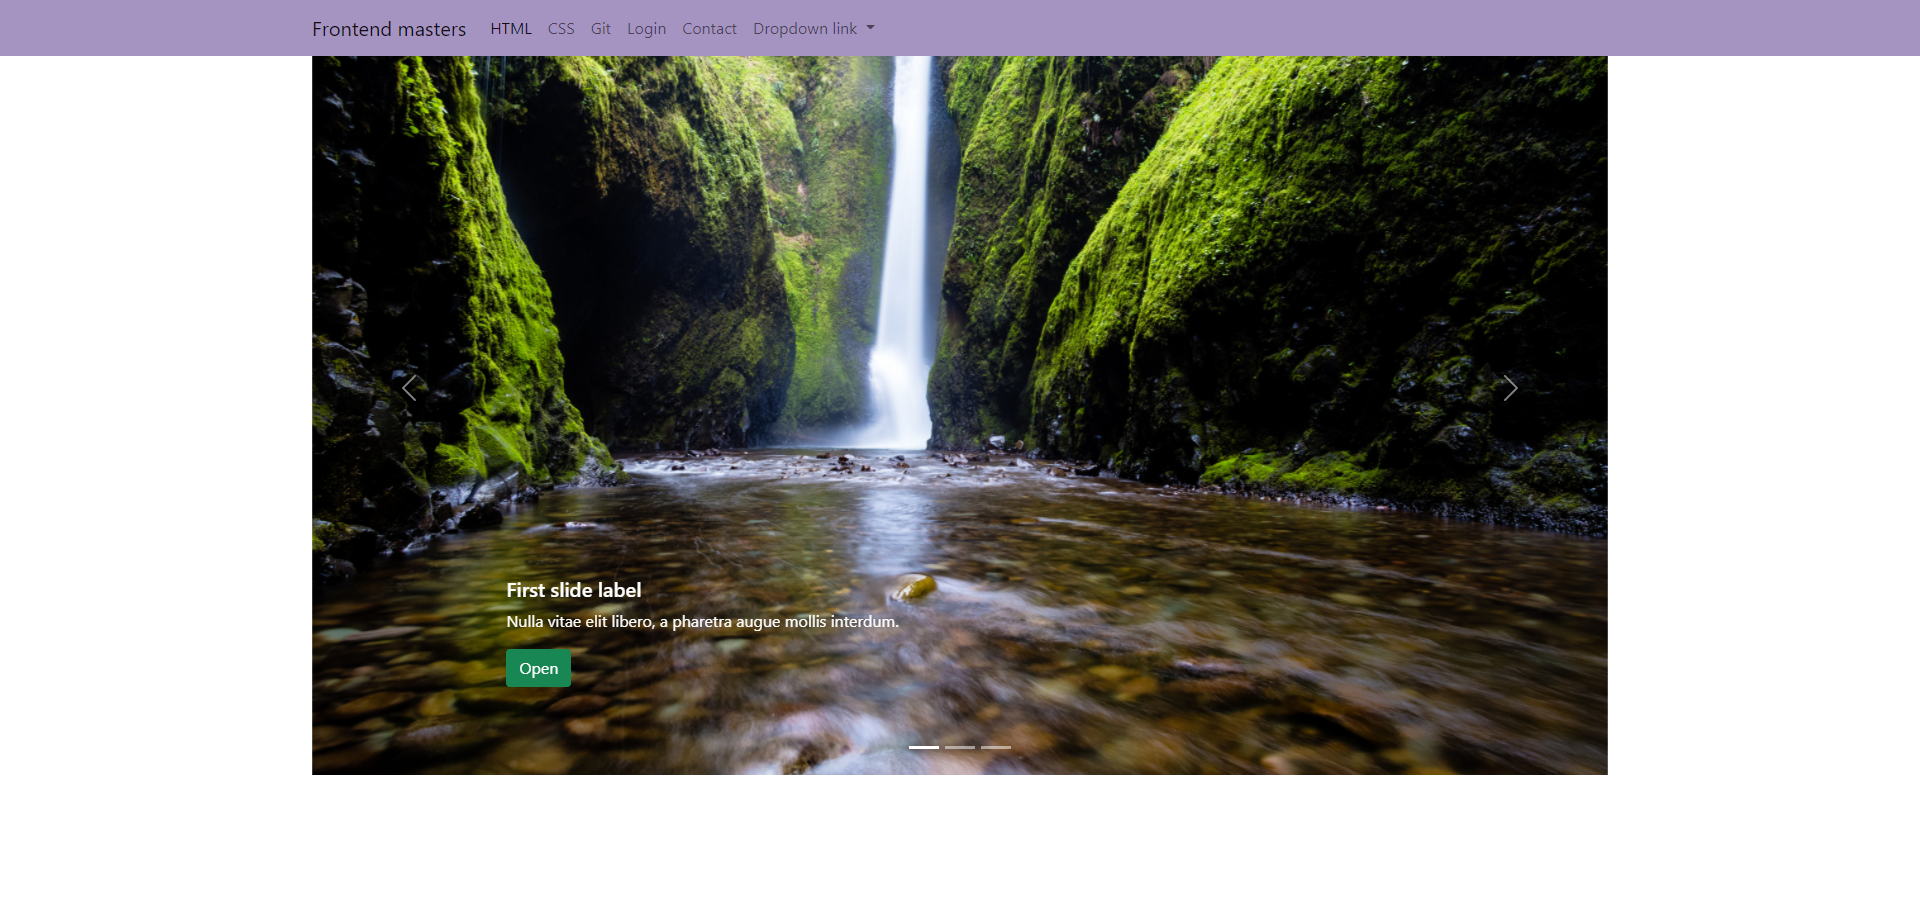 Frontend masters HTML CSS Git Login Contact Dropdown link
First slide label
Nulla vitae elit libero, a pharetra augue mollis interdum.
Open